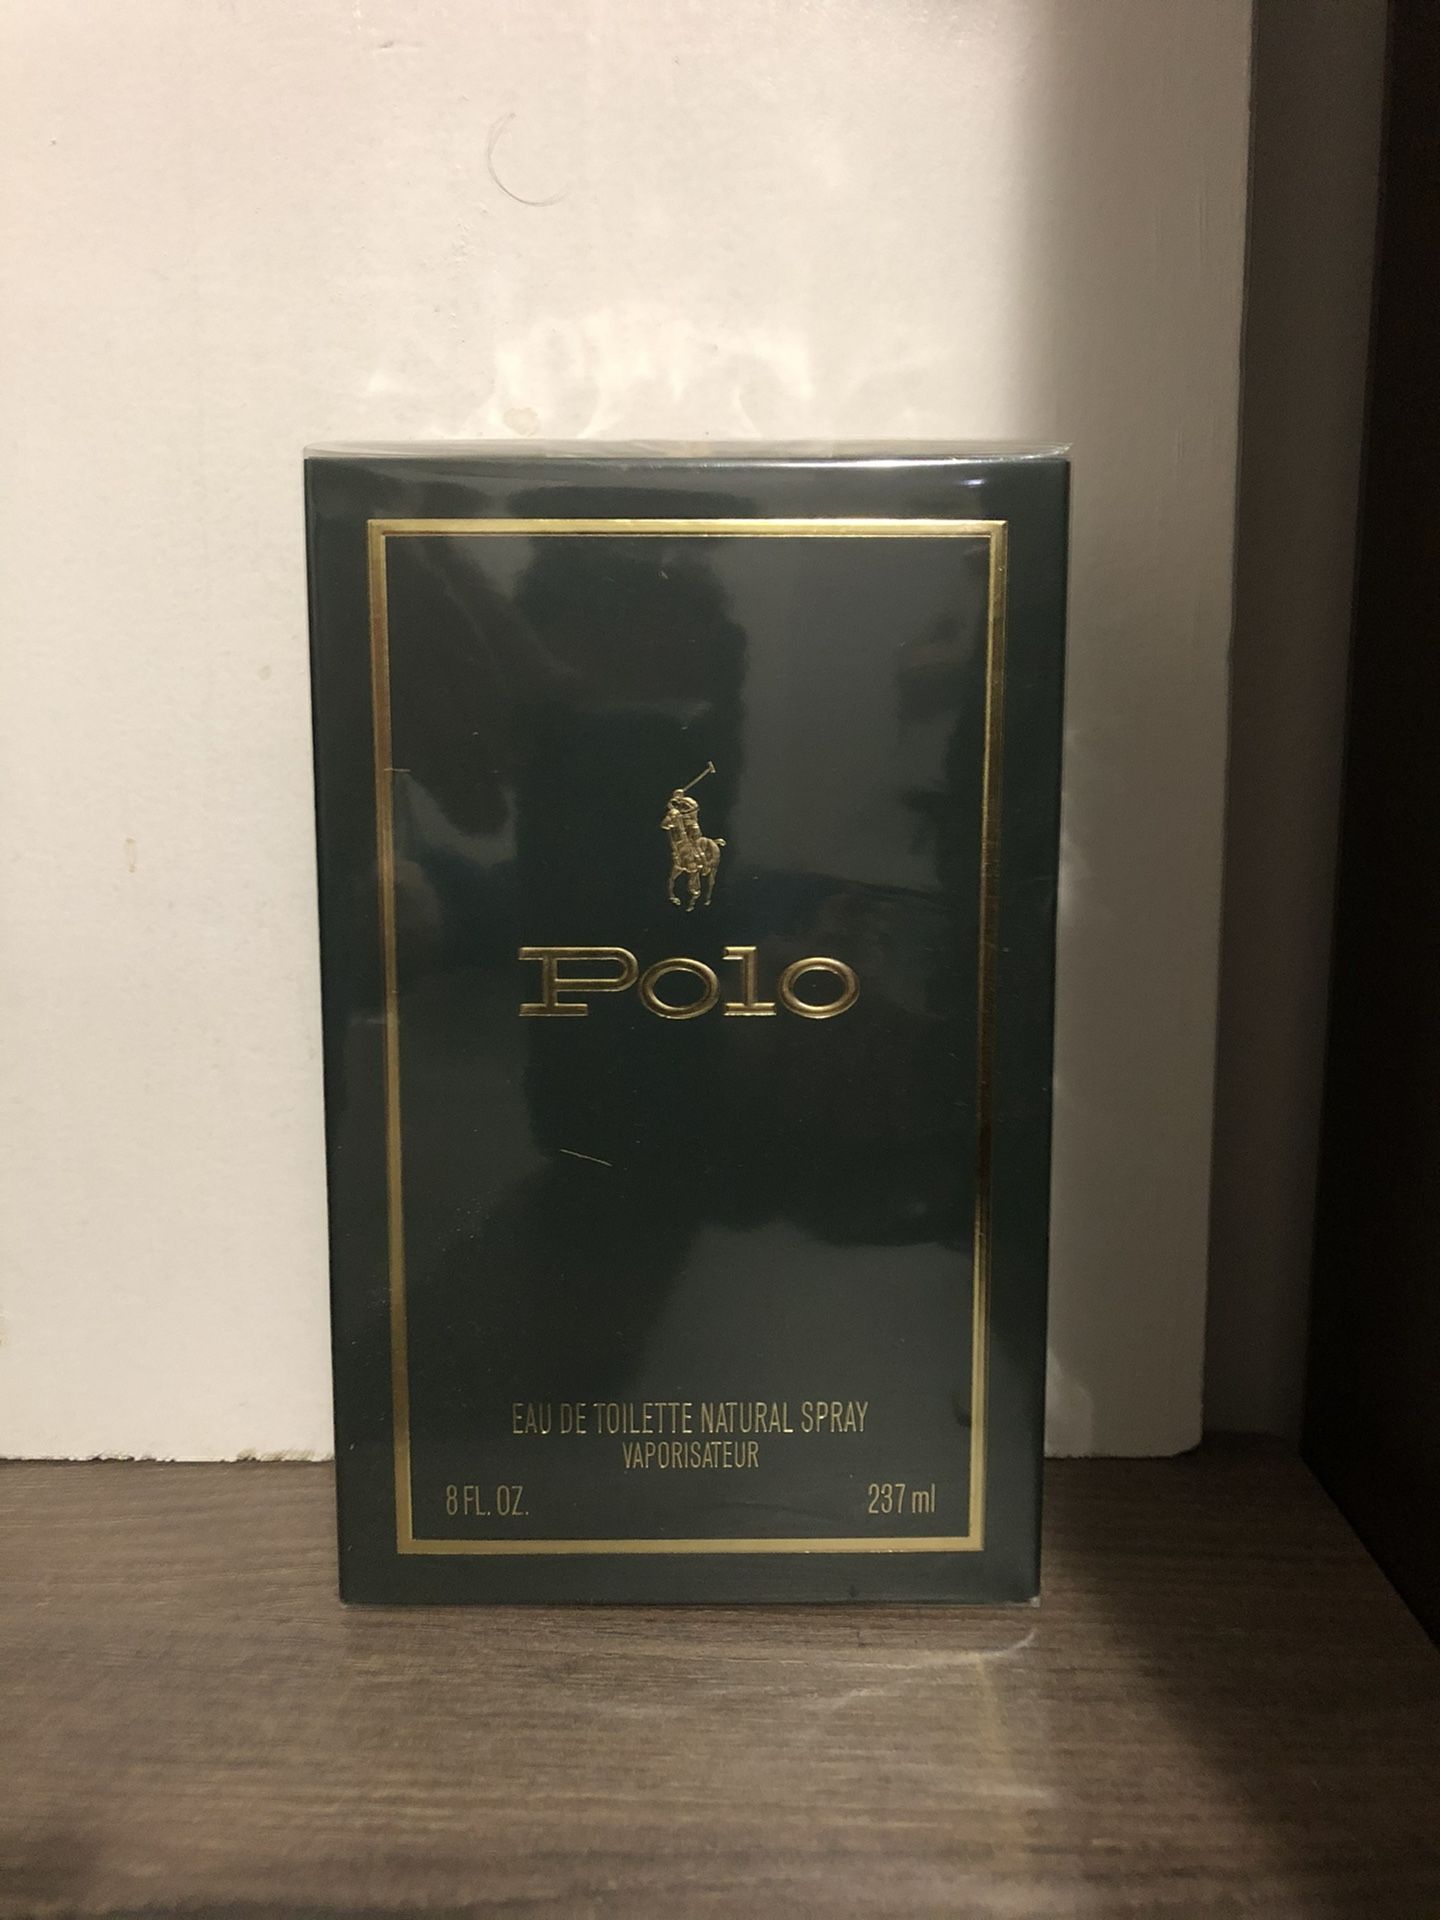 Polo
EAU DE TOILETTE NATURAL SPRAY
VAPORISATEUR
8 FL. OZ. 237 ml